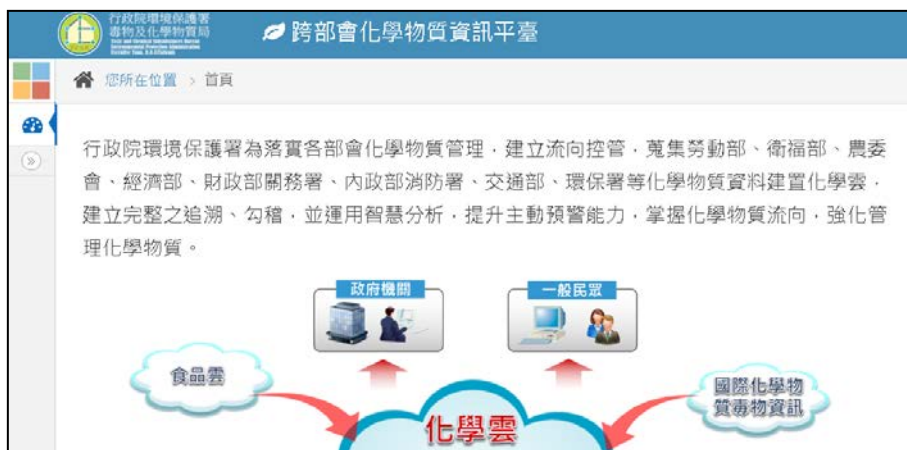 行政院環境保護署
毒物及化學物質局
跨部會化學物質資訊平臺
您所在位置 > 首頁
行政院環境保護署為落實各部會化學物質管理，建立流向控管，蒐集勞動部、衛福部、農委
會、經濟部、財政部關務署、內政部消防署、交通部、環保署等化學物質資料建置化學雲，
建立完整之追溯、勾稽，並運用智慧分析，提升主動預警能力，掌握化學物質流向，強化管
理化學物質。
政府機關
一般民眾
食品雲
國際化學物
質毒物資訊
化學雲